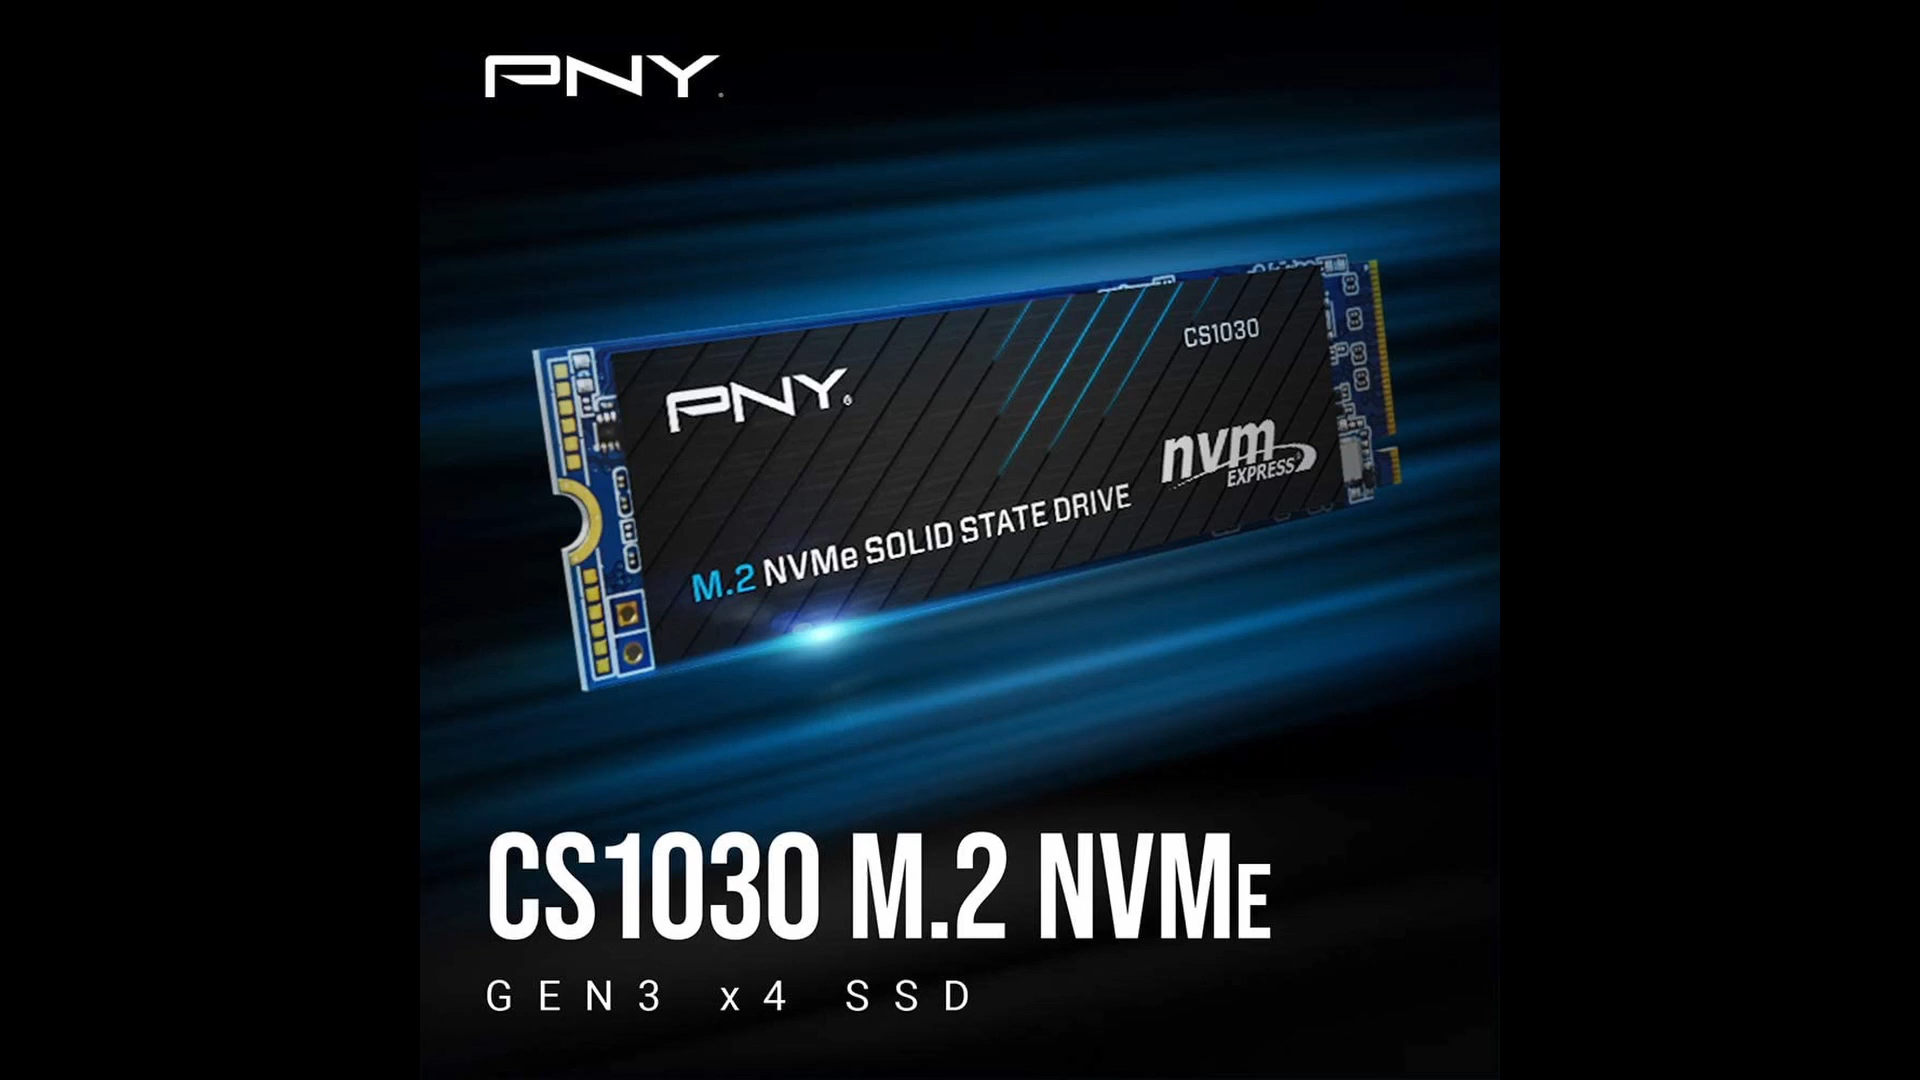 PNY
CS1030
PNY
nvm
EXPRESS
M.2 NVMe SOLID STATE DRIVE
CS1030 M.2 NVMe
GEN3 x4 SSD